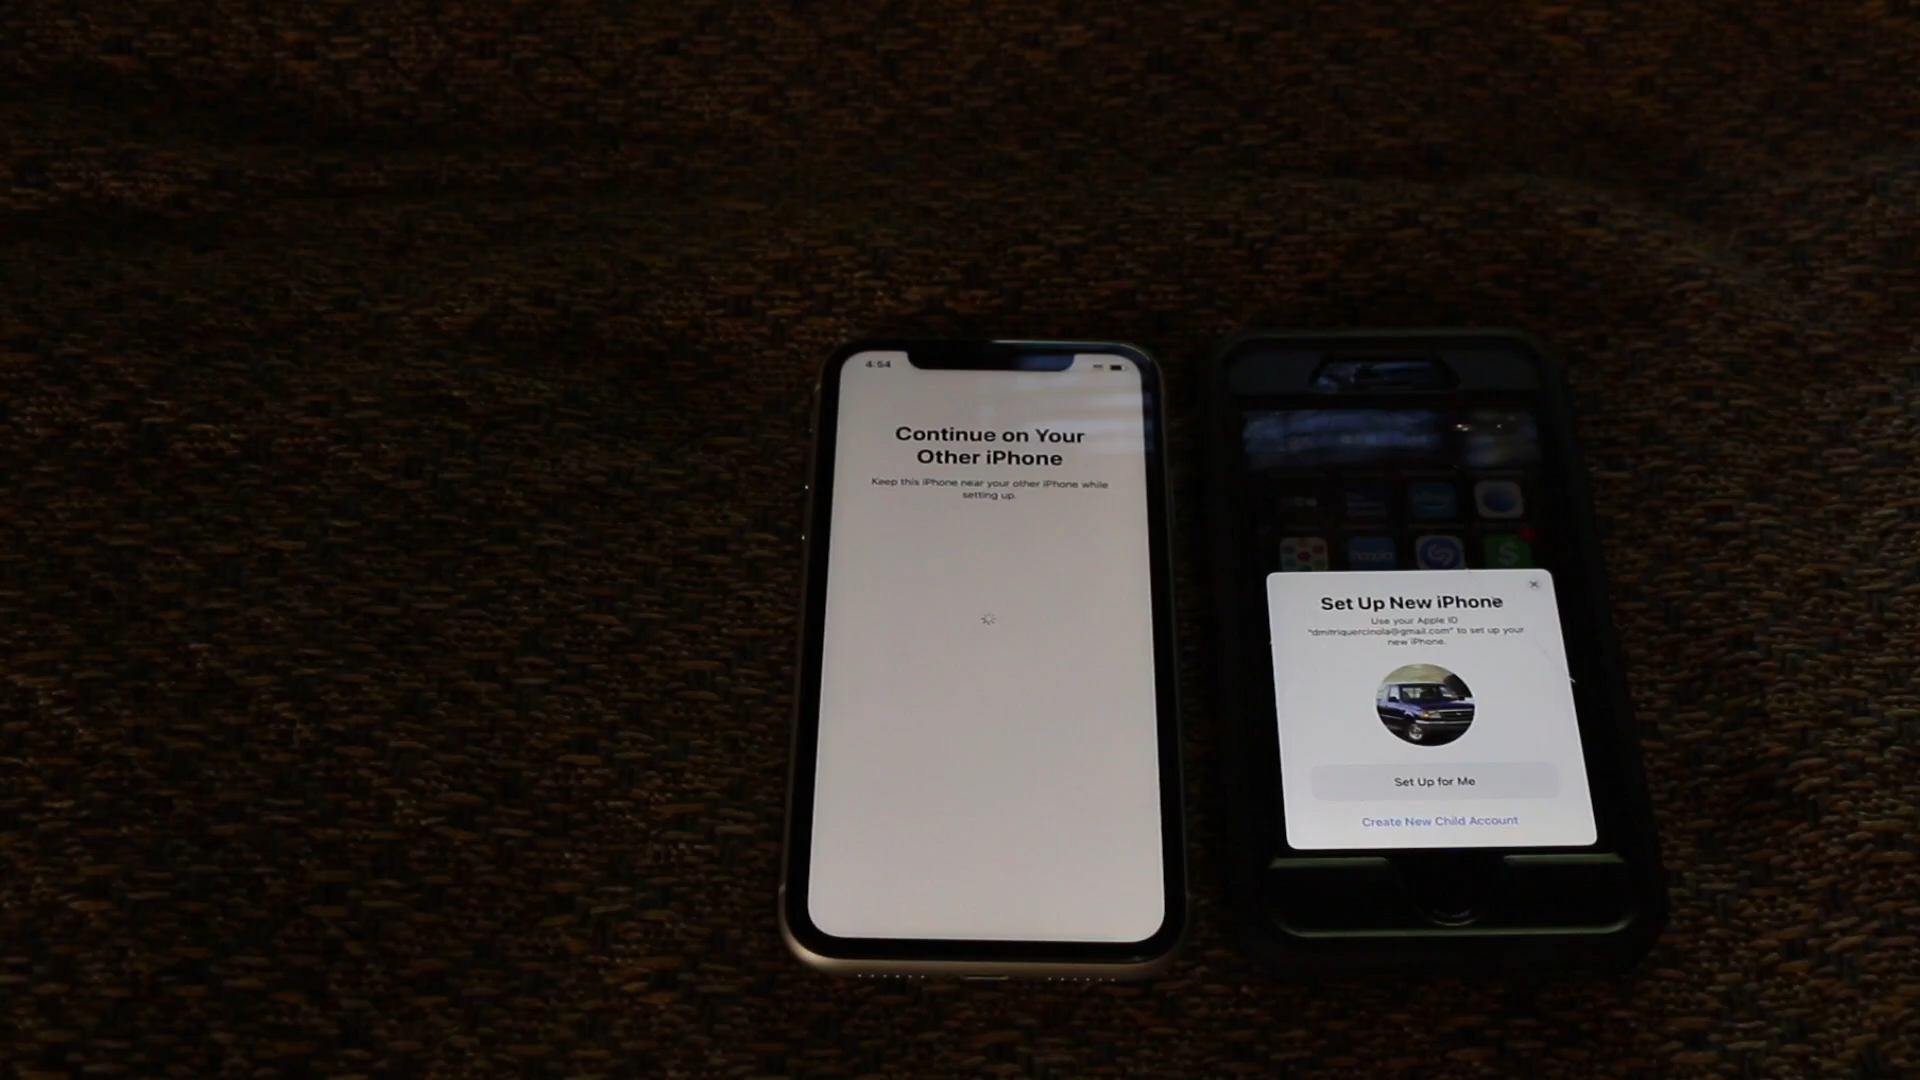 4:54
Continue on Your
Other iPhone
Keep this iPhone near your other iPhone while
setting up.
Set Up New iPhone
Use your Apple ID
"dmitriquercinola@gmail.com" to set up your
new iPhone.
Set Up for Me
Create New Child Account